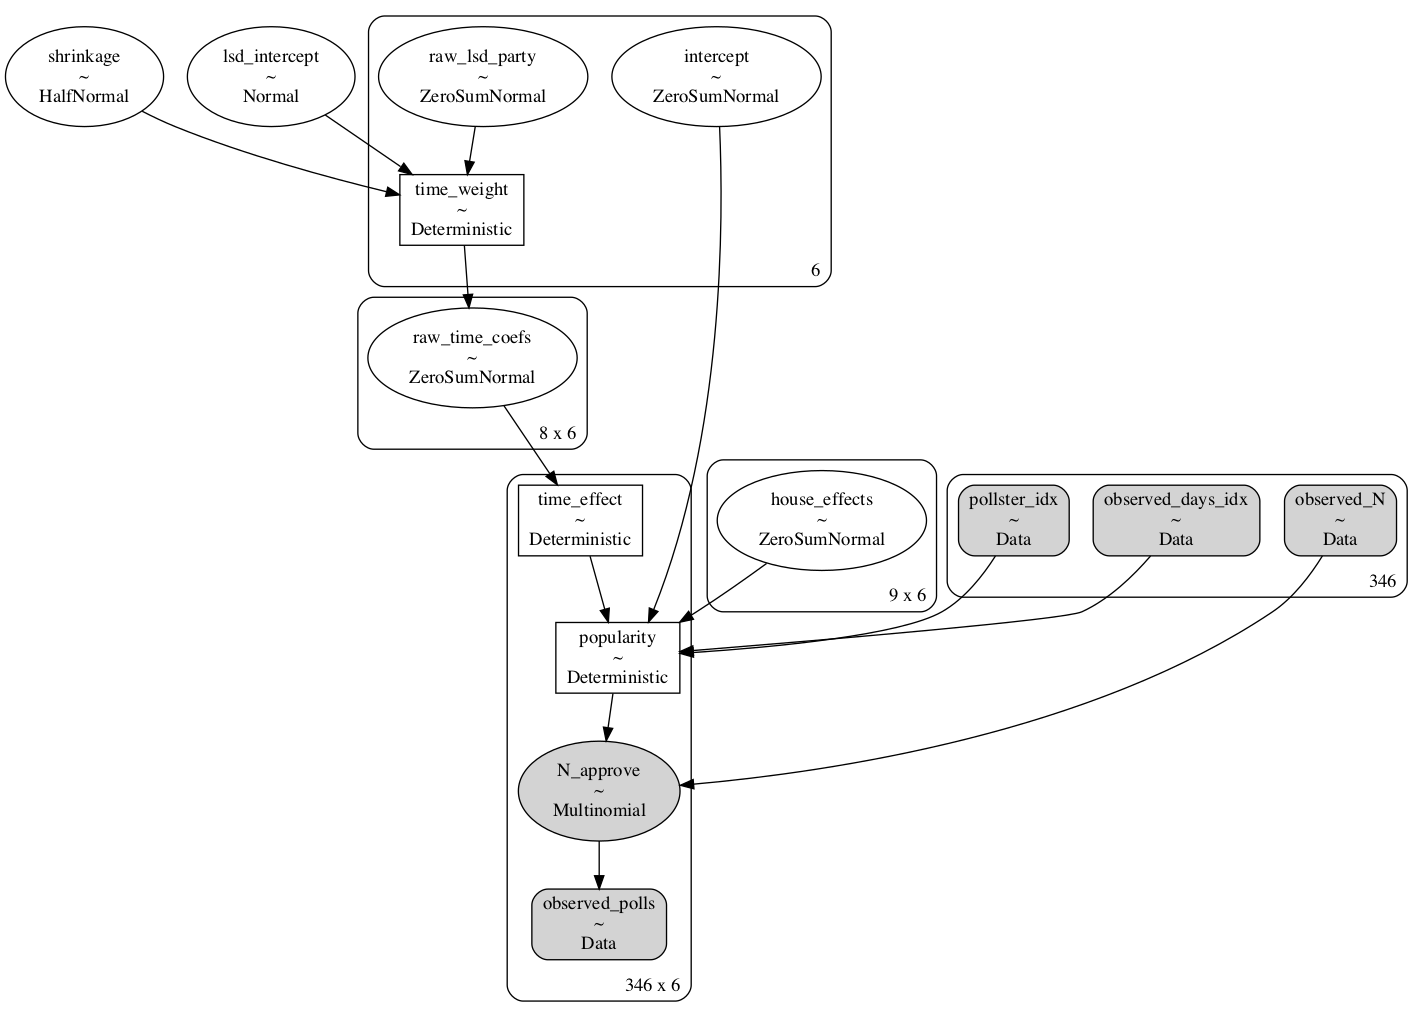 shrinkage
~
HalfNormal
lsd_intercept
~
Normal
raw_lsd_party
~
ZeroSumNormal
intercept
~
ZeroSumNormal
time_weight
~
Deterministic
6
raw_time_coefs
~
ZeroSumNormal
8 x 6
time_effect
~
Deterministic
house_effects
~
ZeroSumNormal
9 x 6
pollster_idx
~
Data
observed_days_idx
~
Data
observed_N
~
Data
346
popularity
~
Deterministic
N_approve
~
Multinomial
observed_polls
~
Data
346 x 6